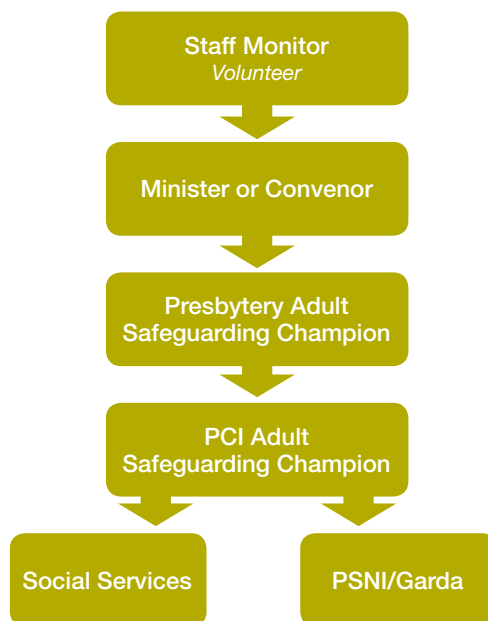 Staff Monitor
Volunteer
Minister or Convenor
Presbytery Adult
Safeguarding Champion
PCI Adult
Safeguarding Champion
Social Services
PSNI/Garda